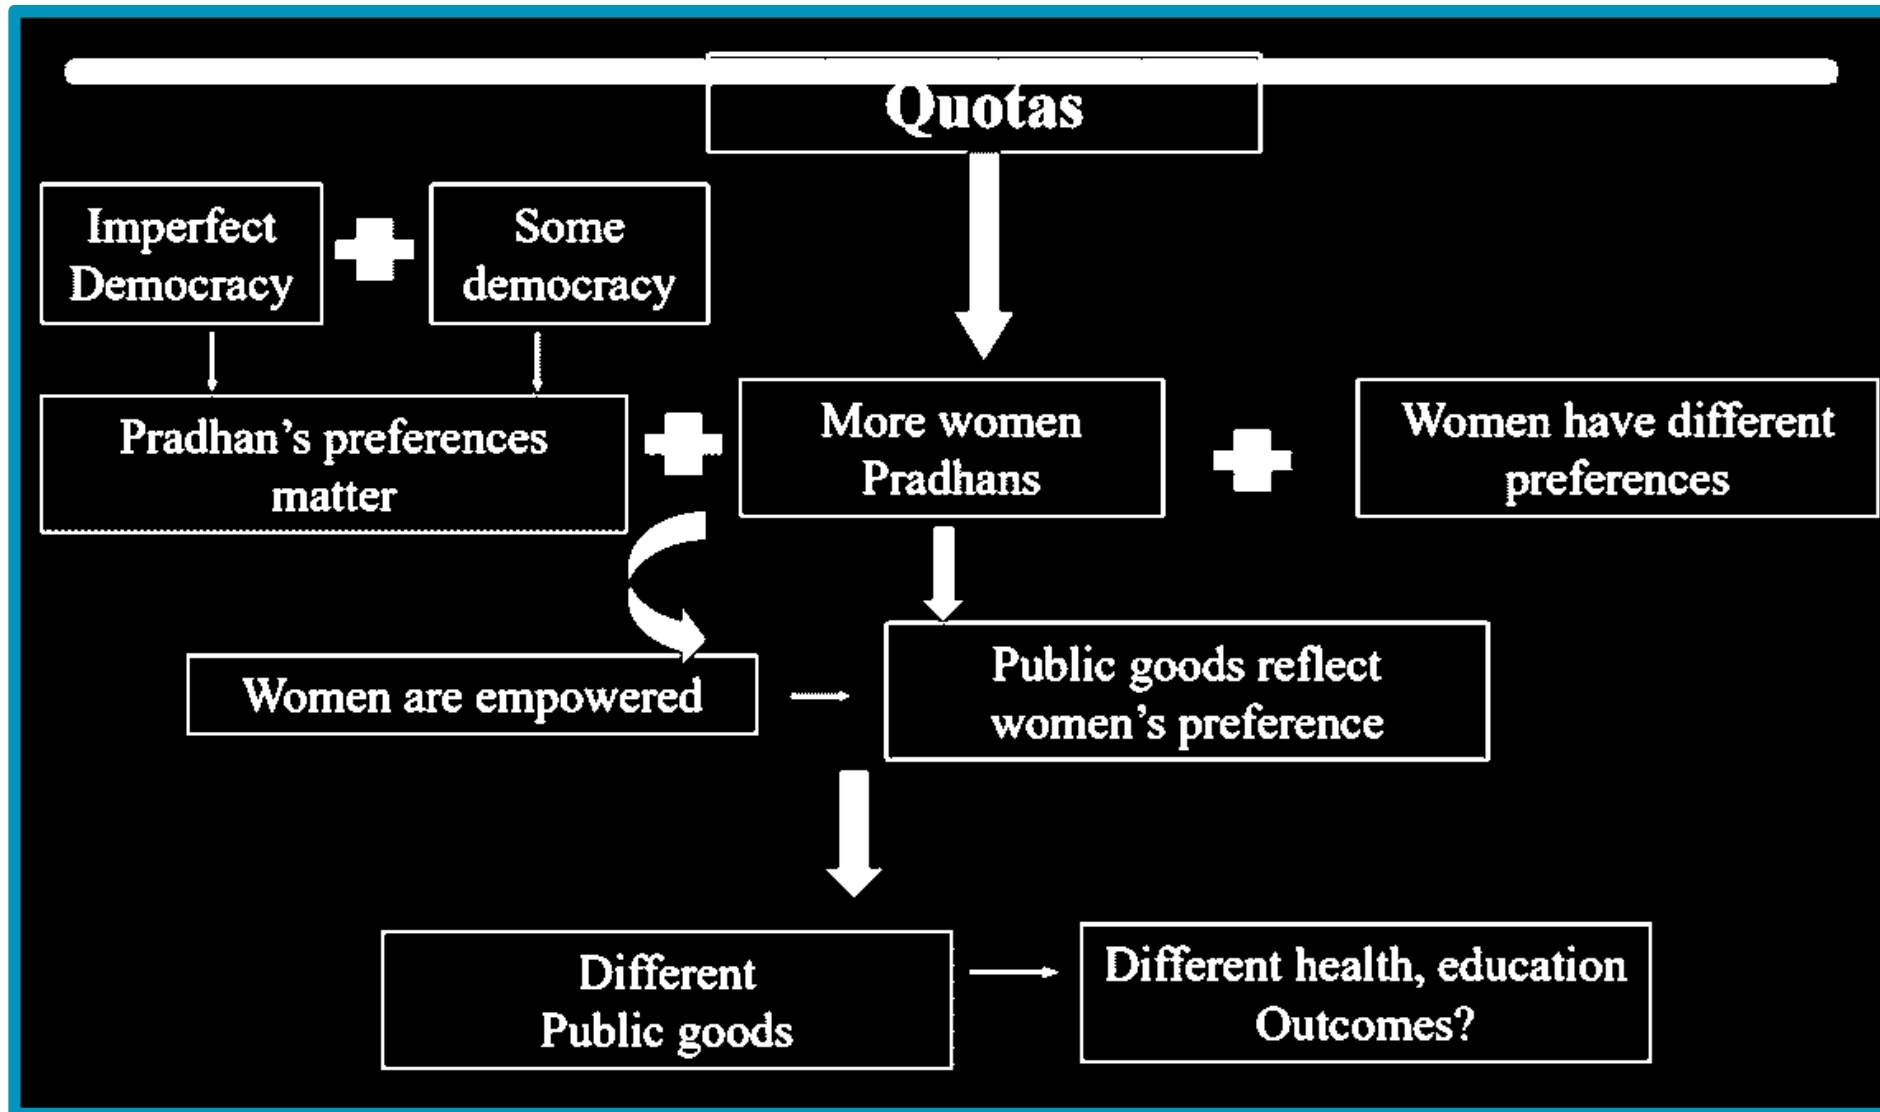 Quotas
Imperfect
Democracy
Some
democracy
Pradhan's preferences
matter
More women
Pradhans
Women have different
preferences
Women are empowered
Public goods reflect
women's preference
Different
Public goods
Different health, education
Outcomes?